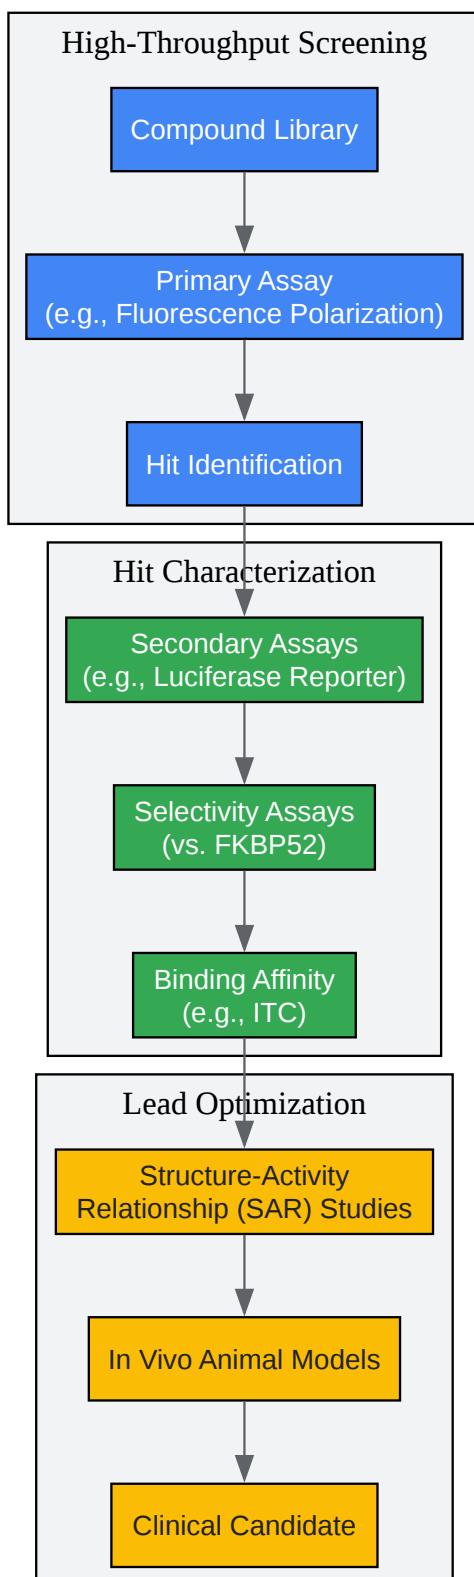 High-Throughput Screening
Compound Library
Primary Assay
(e.g., Fluorescence Polarization)
Hit Identification
Hit Characterization
Secondary Assays
(e.g., Luciferase Reporter)
Selectivity Assays
(vs. FKBP52)
Binding Affinity
(e.g., ITC)
Lead Optimization
Structure-Activity
Relationship (SAR) Studies
In Vivo Animal Models
Clinical Candidate